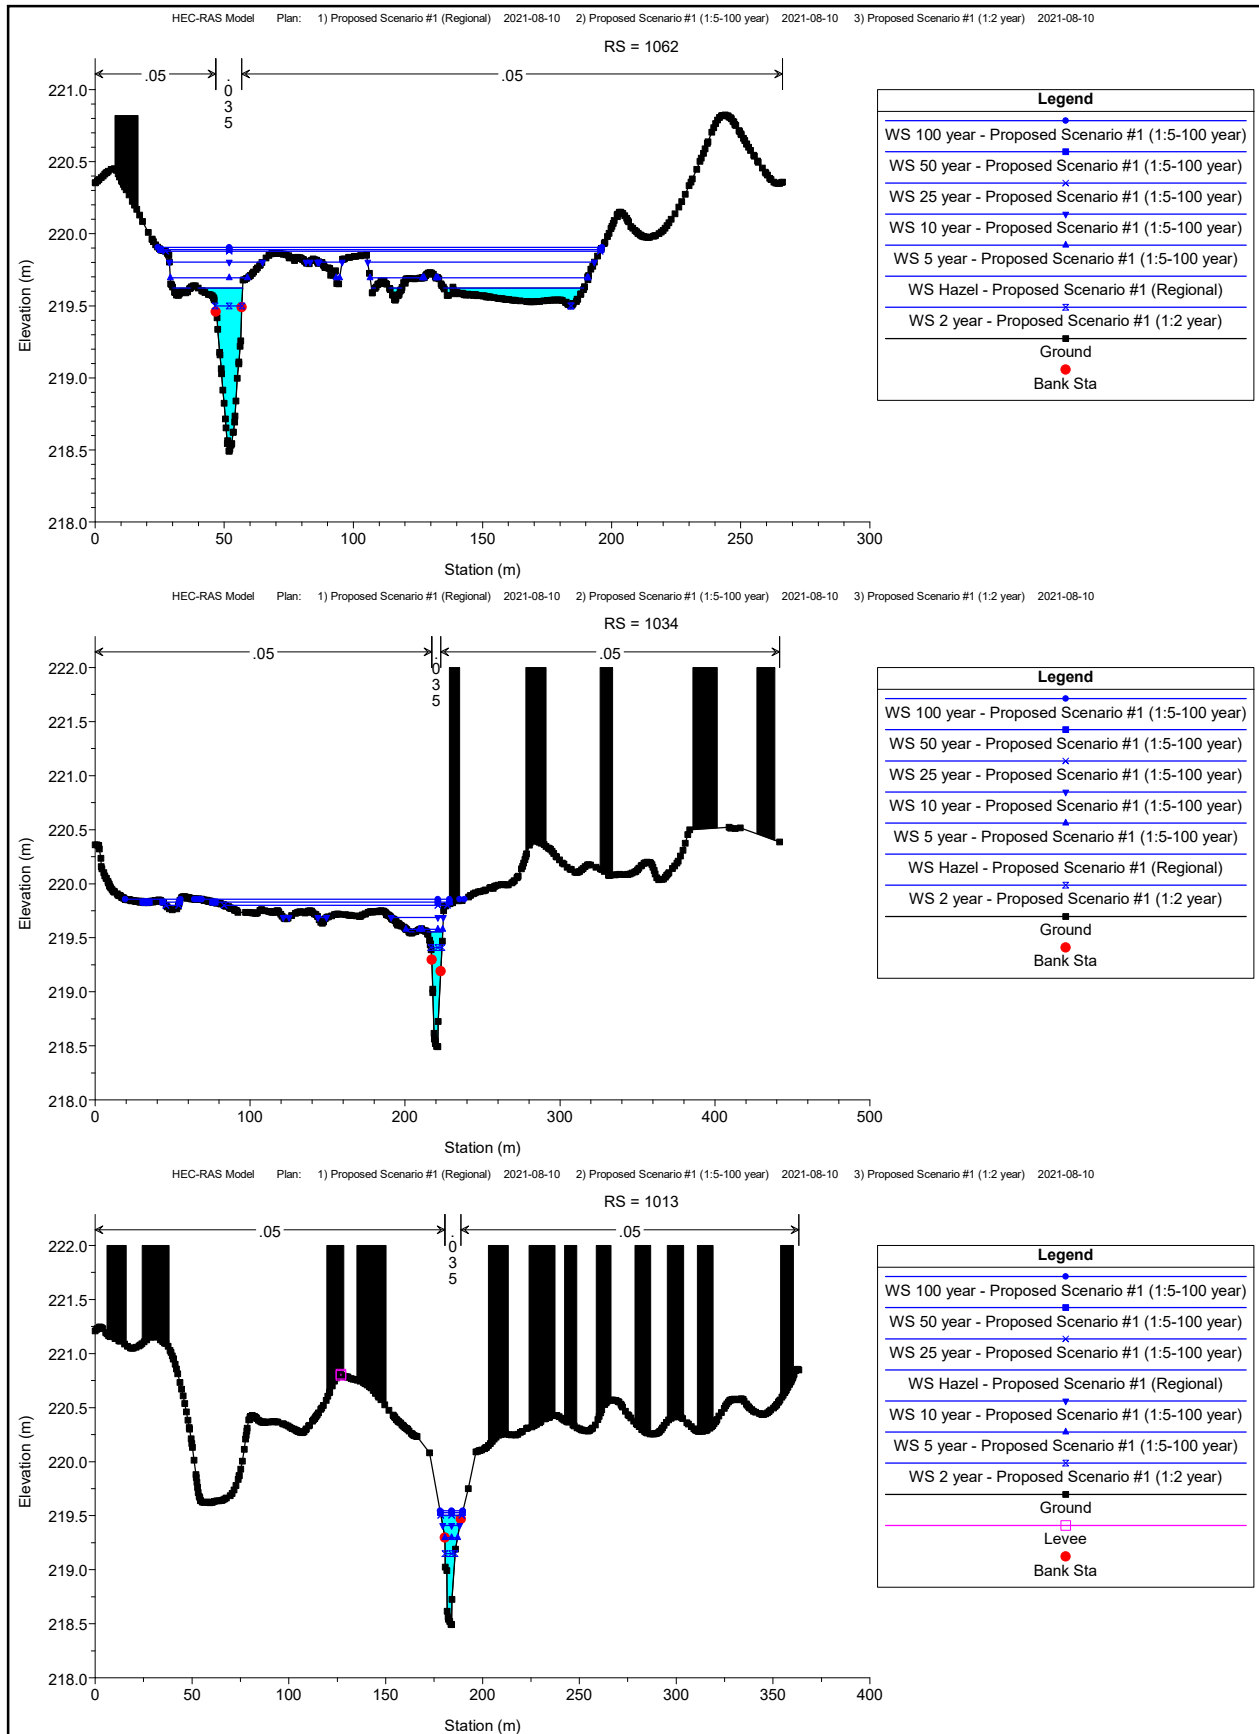 HEC-RAS Model Plan: 1) Proposed Scenario #1 (Regional) 2021-08-10 2) Proposed Scenario #1 (1:5-100 year) 2021-08-10 3) Proposed Scenario #1 (1:2 year) 2021-08-10
RS = 1062
.05 .035 .05
221.0
220.5
220.0
219.5
219.0
218.5
218.0
Elevation (m)
0 50 100 150 200 250 300
Station (m)
Legend
WS 100 year - Proposed Scenario #1 (1:5-100 year)
WS 50 year - Proposed Scenario #1 (1:5-100 year)
WS 25 year - Proposed Scenario #1 (1:5-100 year)
WS 10 year - Proposed Scenario #1 (1:5-100 year)
WS 5 year - Proposed Scenario #1 (1:5-100 year)
WS Hazel - Proposed Scenario #1 (Regional)
WS 2 year - Proposed Scenario #1 (1:2 year)
Ground
Bank Sta
HEC-RAS Model Plan: 1) Proposed Scenario #1 (Regional) 2021-08-10 2) Proposed Scenario #1 (1:5-100 year) 2021-08-10 3) Proposed Scenario #1 (1:2 year) 2021-08-10
RS = 1034
.05 .035 .05
222.0
221.5
221.0
220.5
220.0
219.5
219.0
218.5
218.0
Elevation (m)
0 100 200 300 400 500
Station (m)
Legend
WS 100 year - Proposed Scenario #1 (1:5-100 year)
WS 50 year - Proposed Scenario #1 (1:5-100 year)
WS 25 year - Proposed Scenario #1 (1:5-100 year)
WS 10 year - Proposed Scenario #1 (1:5-100 year)
WS 5 year - Proposed Scenario #1 (1:5-100 year)
WS Hazel - Proposed Scenario #1 (Regional)
WS 2 year - Proposed Scenario #1 (1:2 year)
Ground
Bank Sta
HEC-RAS Model Plan: 1) Proposed Scenario #1 (Regional) 2021-08-10 2) Proposed Scenario #1 (1:5-100 year) 2021-08-10 3) Proposed Scenario #1 (1:2 year) 2021-08-10
RS = 1013
.05 .035 .05
222.0
221.5
221.0
220.5
220.0
219.5
219.0
218.5
218.0
Elevation (m)
0 50 100 150 200 250 300 350 400
Station (m)
Legend
WS 100 year - Proposed Scenario #1 (1:5-100 year)
WS 50 year - Proposed Scenario #1 (1:5-100 year)
WS 25 year - Proposed Scenario #1 (1:5-100 year)
WS Hazel - Proposed Scenario #1 (Regional)
WS 10 year - Proposed Scenario #1 (1:5-100 year)
WS 5 year - Proposed Scenario #1 (1:5-100 year)
WS 2 year - Proposed Scenario #1 (1:2 year)
Ground
Levee
Bank Sta